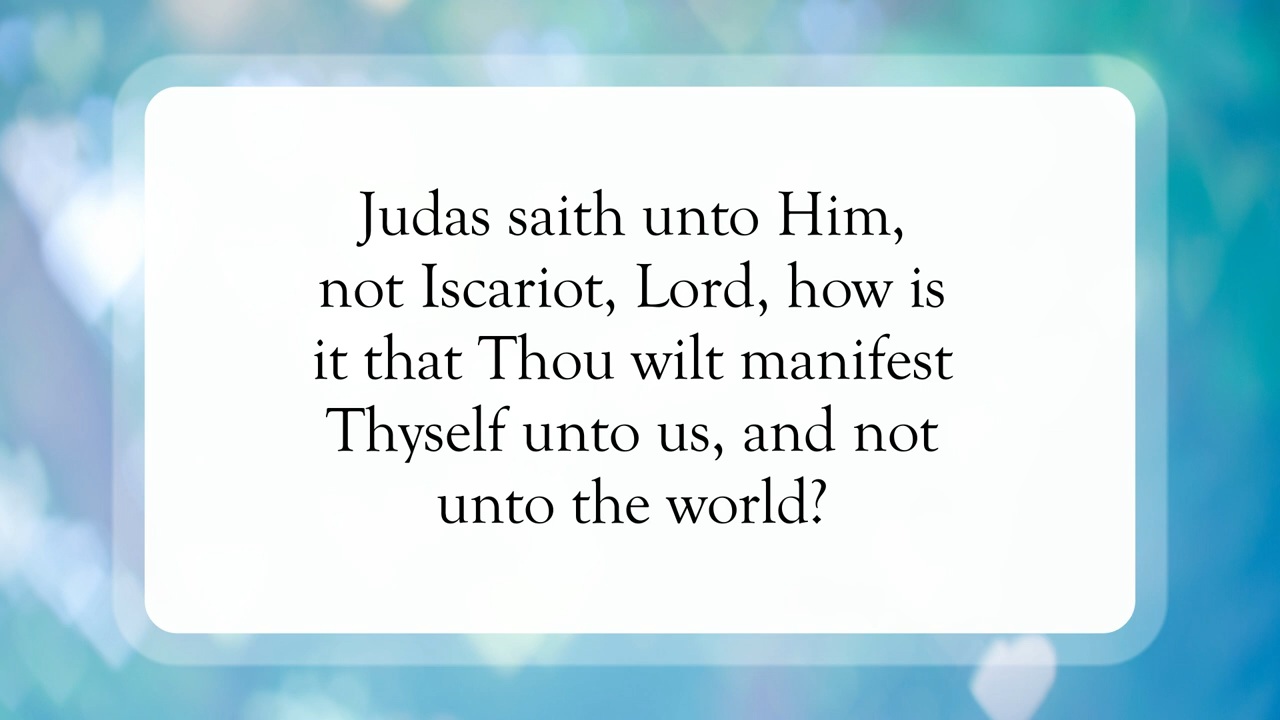 Judas saith unto Him,
not Iscariot, Lord, how is
it that Thou wilt manifest
Thyself unto us, and not
unto the world?